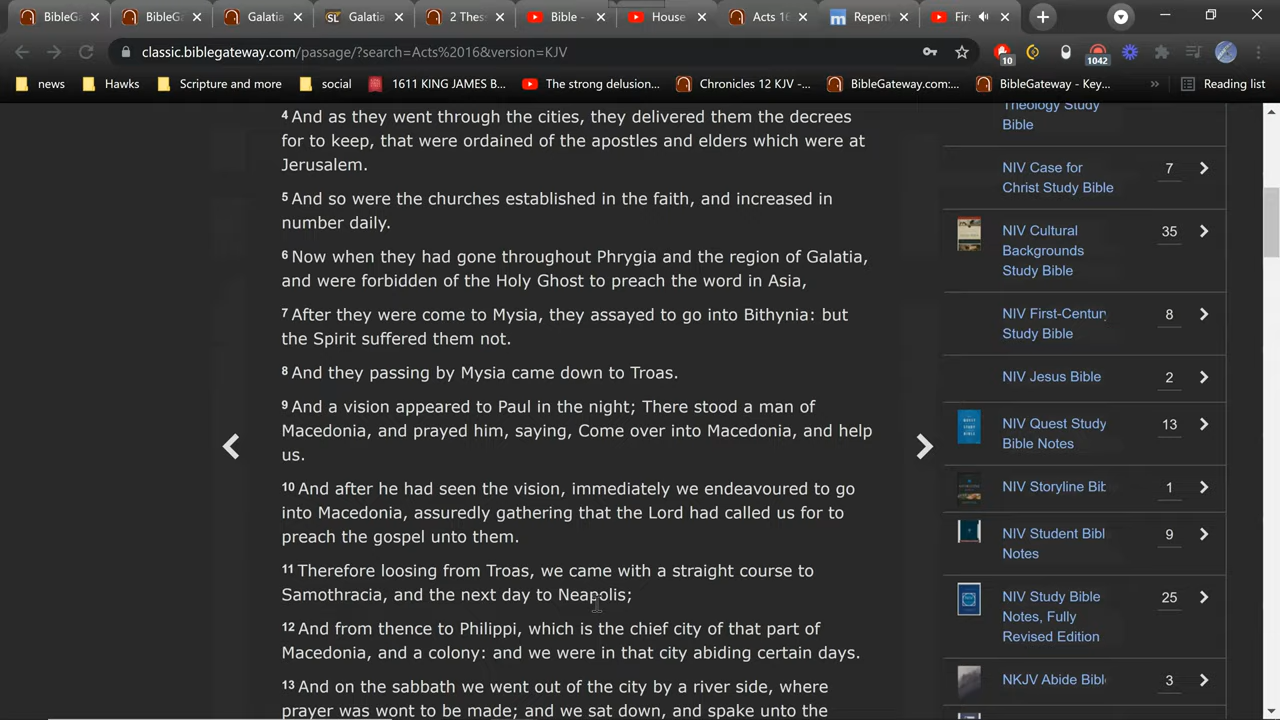 BibleG
BibleG
Galatia
Galatia
2 Thess
Bible -
House
Acts 16
Repent
Firs
classic.biblegateway.com/passage/?search=Acts%2016&version=KJV
10
1042
news
Hawks
Scripture and more
social
1611 KING JAMES B...
The strong delusion...
Chronicles 12 KJV -...
BibleGateway.com:...
BibleGateway - Key...
»
Reading list
4 And as they went through the cities, they delivered them the decrees
for to keep, that were ordained of the apostles and elders which were at
Jerusalem.
5 And so were the churches established in the faith, and increased in
number daily.
6 Now when they had gone throughout Phrygia and the region of Galatia,
and were forbidden of the Holy Ghost to preach the word in Asia,
7 After they were come to Mysia, they assayed to go into Bithynia: but
the Spirit suffered them not.
8 And they passing by Mysia came down to Troas.
9 And a vision appeared to Paul in the night; There stood a man of
Macedonia, and prayed him, saying, Come over into Macedonia, and help
us.
10 And after he had seen the vision, immediately we endeavoured to go
into Macedonia, assuredly gathering that the Lord had called us for to
preach the gospel unto them.
11 Therefore loosing from Troas, we came with a straight course to
Samothracia, and the next day to Neapolis;
12 And from thence to Philippi, which is the chief city of that part of
Macedonia, and a colony: and we were in that city abiding certain days.
13 And on the sabbath we went out of the city by a river side, where
prayer was wont to be made; and we sat down, and spake unto the
Theology Study
Bible
NIV Case for
Christ Study Bible
7
NIV Cultural
Backgrounds
Study Bible
35
NIV First-Century
Study Bible
8
NIV Jesus Bible
2
NIV Quest Study
Bible Notes
13
NIV Storyline Bib
1
NIV Student Bibl
Notes
9
NIV Study Bible
Notes, Fully
Revised Edition
25
NKJV Abide Bibl
3